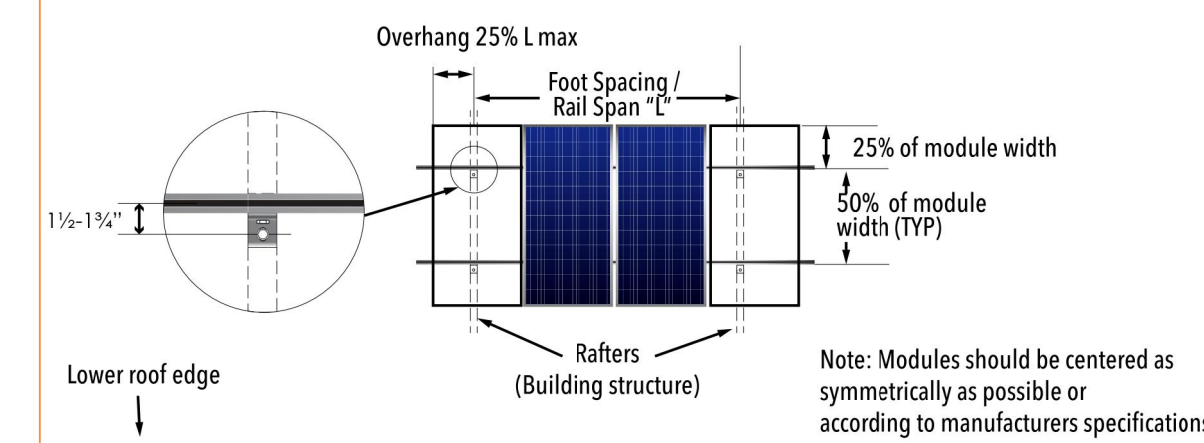 Overhang 25% L max
Foot Spacing /
Rail Span "L"
25% of module width
50% of module
width (TYP)
1½-1¾”
Rafters
(Building structure)
Lower roof edge
Note: Modules should be centered as
symmetrically as possible or
according to manufacturers specifications